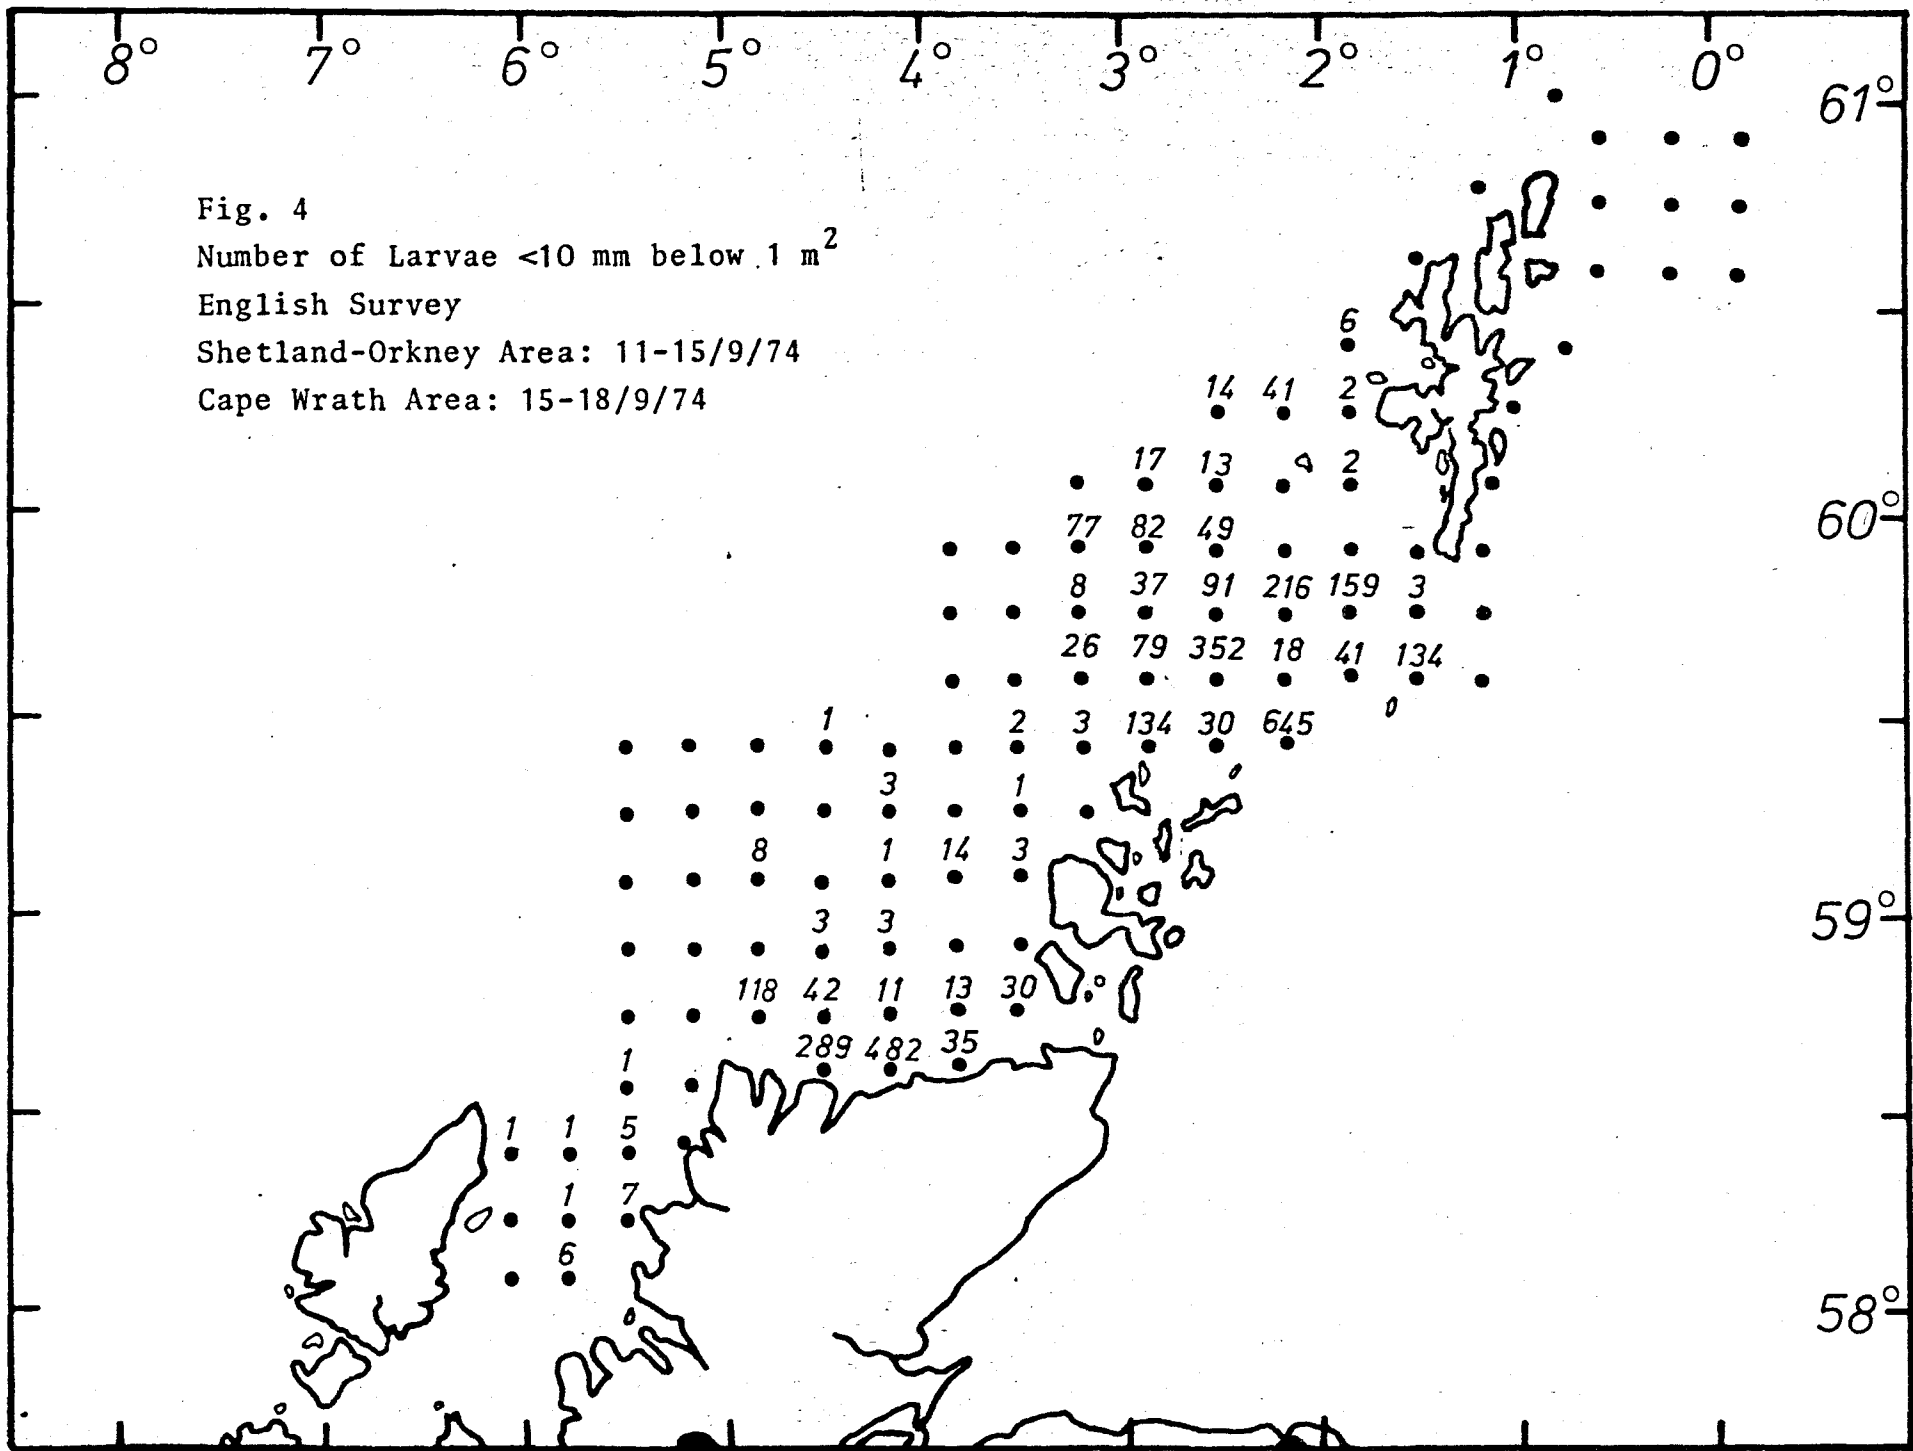 8° 7° 6° 5° 4° 3° 2° 1° 0°
61°
Fig. 4
Number of Larvae <10 mm below 1 m²
English Survey
Shetland-Orkney Area: 11-15/9/74
Cape Wrath Area: 15-18/9/74
6
14 41 2
17 13 2
60°
77 82 49
8 37 91 216 159 3
26 79 352 18 41 134
1 2 3 134 30 645
3 1
8 1 14 3
59°
3 3
118 42 11 13 30
289 482 35
1
1 1 5
1 7
6
58°